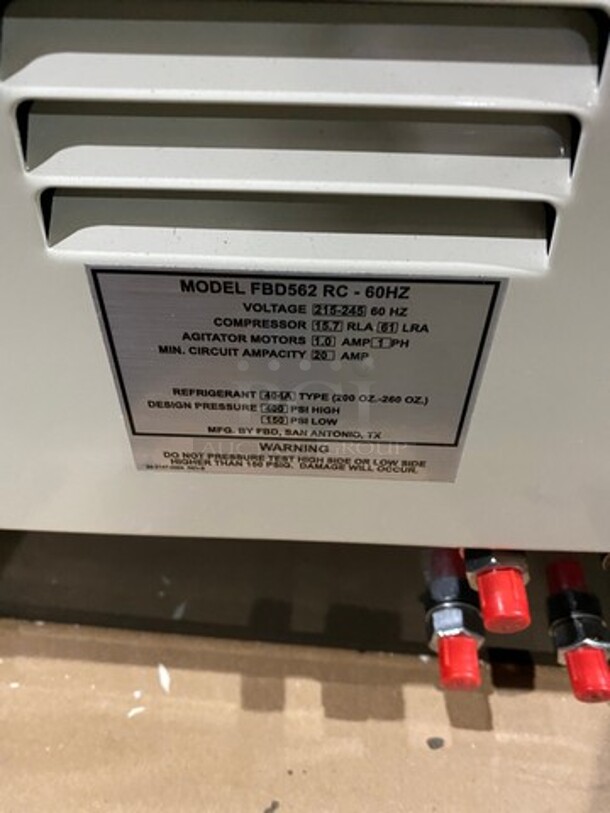 MODEL FBD562 RC - 60HZ
VOLTAGE 215-245 60 HZ
COMPRESSOR 15.7 RLA 61 LRA
AGITATOR MOTORS 1.0 AMP 1 PH
MIN. CIRCUIT AMPACITY 20 AMP
REFRIGERANT 404A TYPE (200 OZ.-260 OZ.)
DESIGN PRESSURE 400 PSI HIGH
150 PSI LOW
MFG. BY FBD, SAN ANTONIO, TX
WARNING
DO NOT PRESSURE TEST HIGH SIDE OR LOW SIDE
HIGHER THAN 150 PSIG. DAMAGE WILL OCCUR.